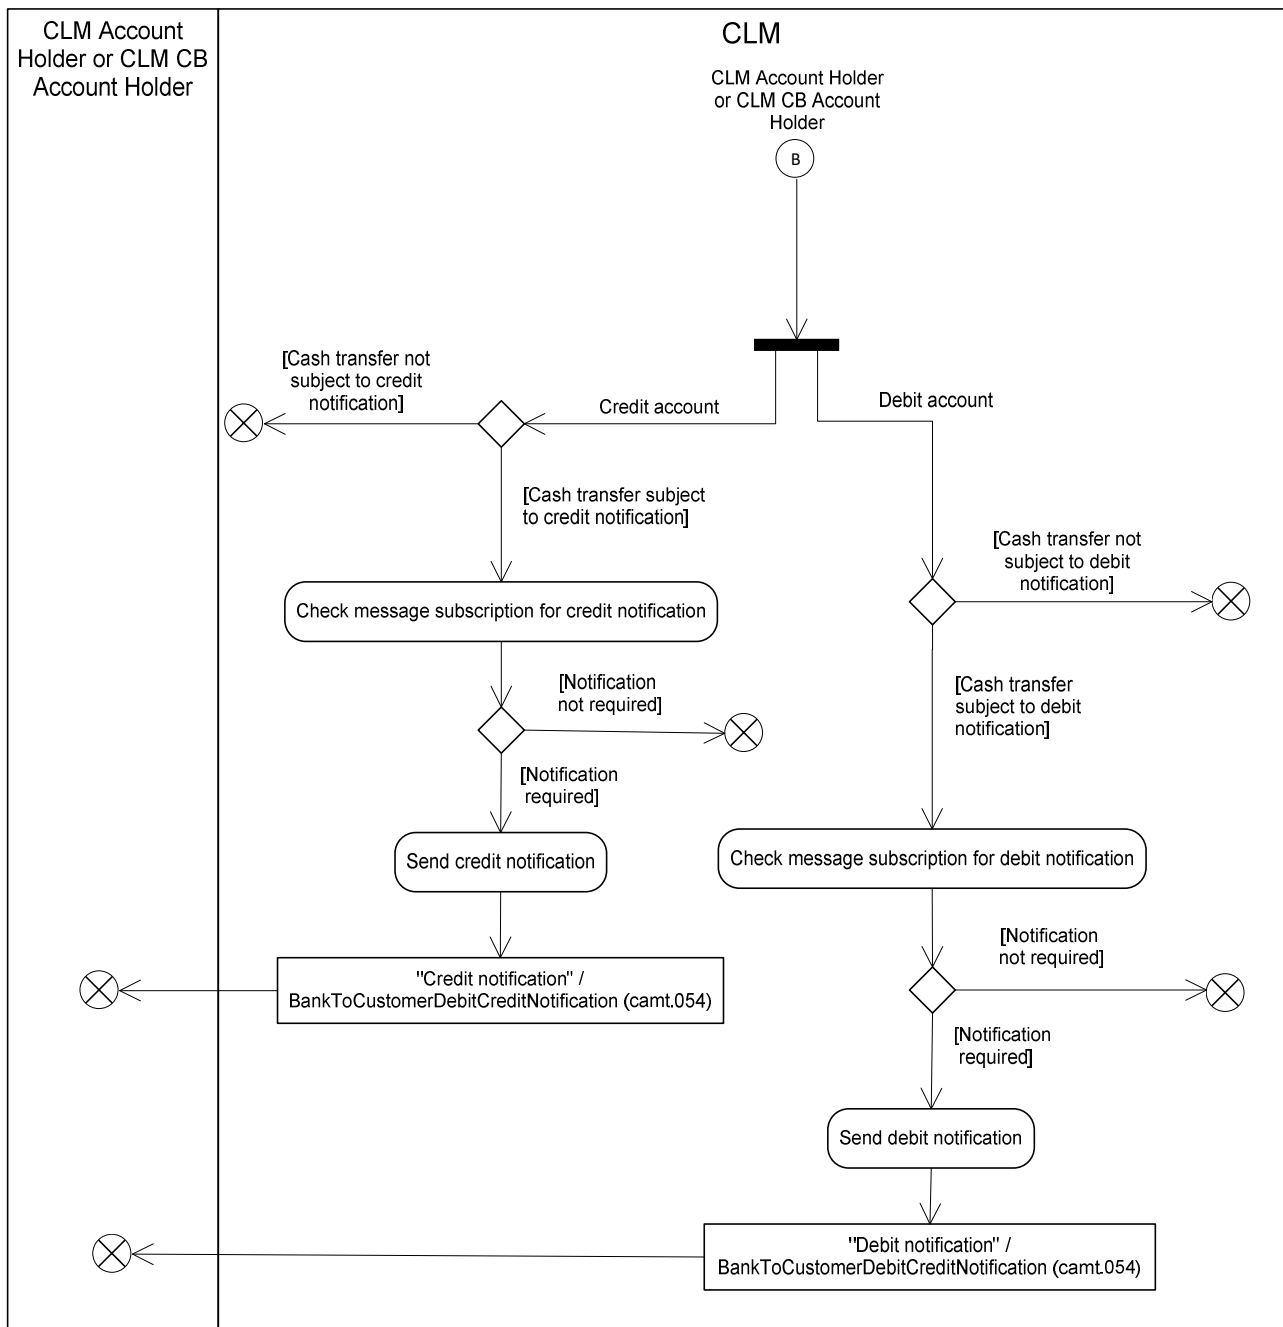 CLM Account
Holder or CLM CB
Account Holder
CLM
CLM Account Holder
or CLM CB Account
Holder
B
[Cash transfer not
subject to credit
notification]
Credit account
Debit account
[Cash transfer subject
to credit notification]
[Cash transfer not
subject to debit
notification]
Check message subscription for credit notification
[Notification
not required]
[Cash transfer
subject to debit
notification]
[Notification
required]
Send credit notification
Check message subscription for debit notification
"Credit notification" /
BankToCustomerDebitCreditNotification (camt.054)
[Notification
not required]
[Notification
required]
Send debit notification
"Debit notification" /
BankToCustomerDebitCreditNotification (camt.054)